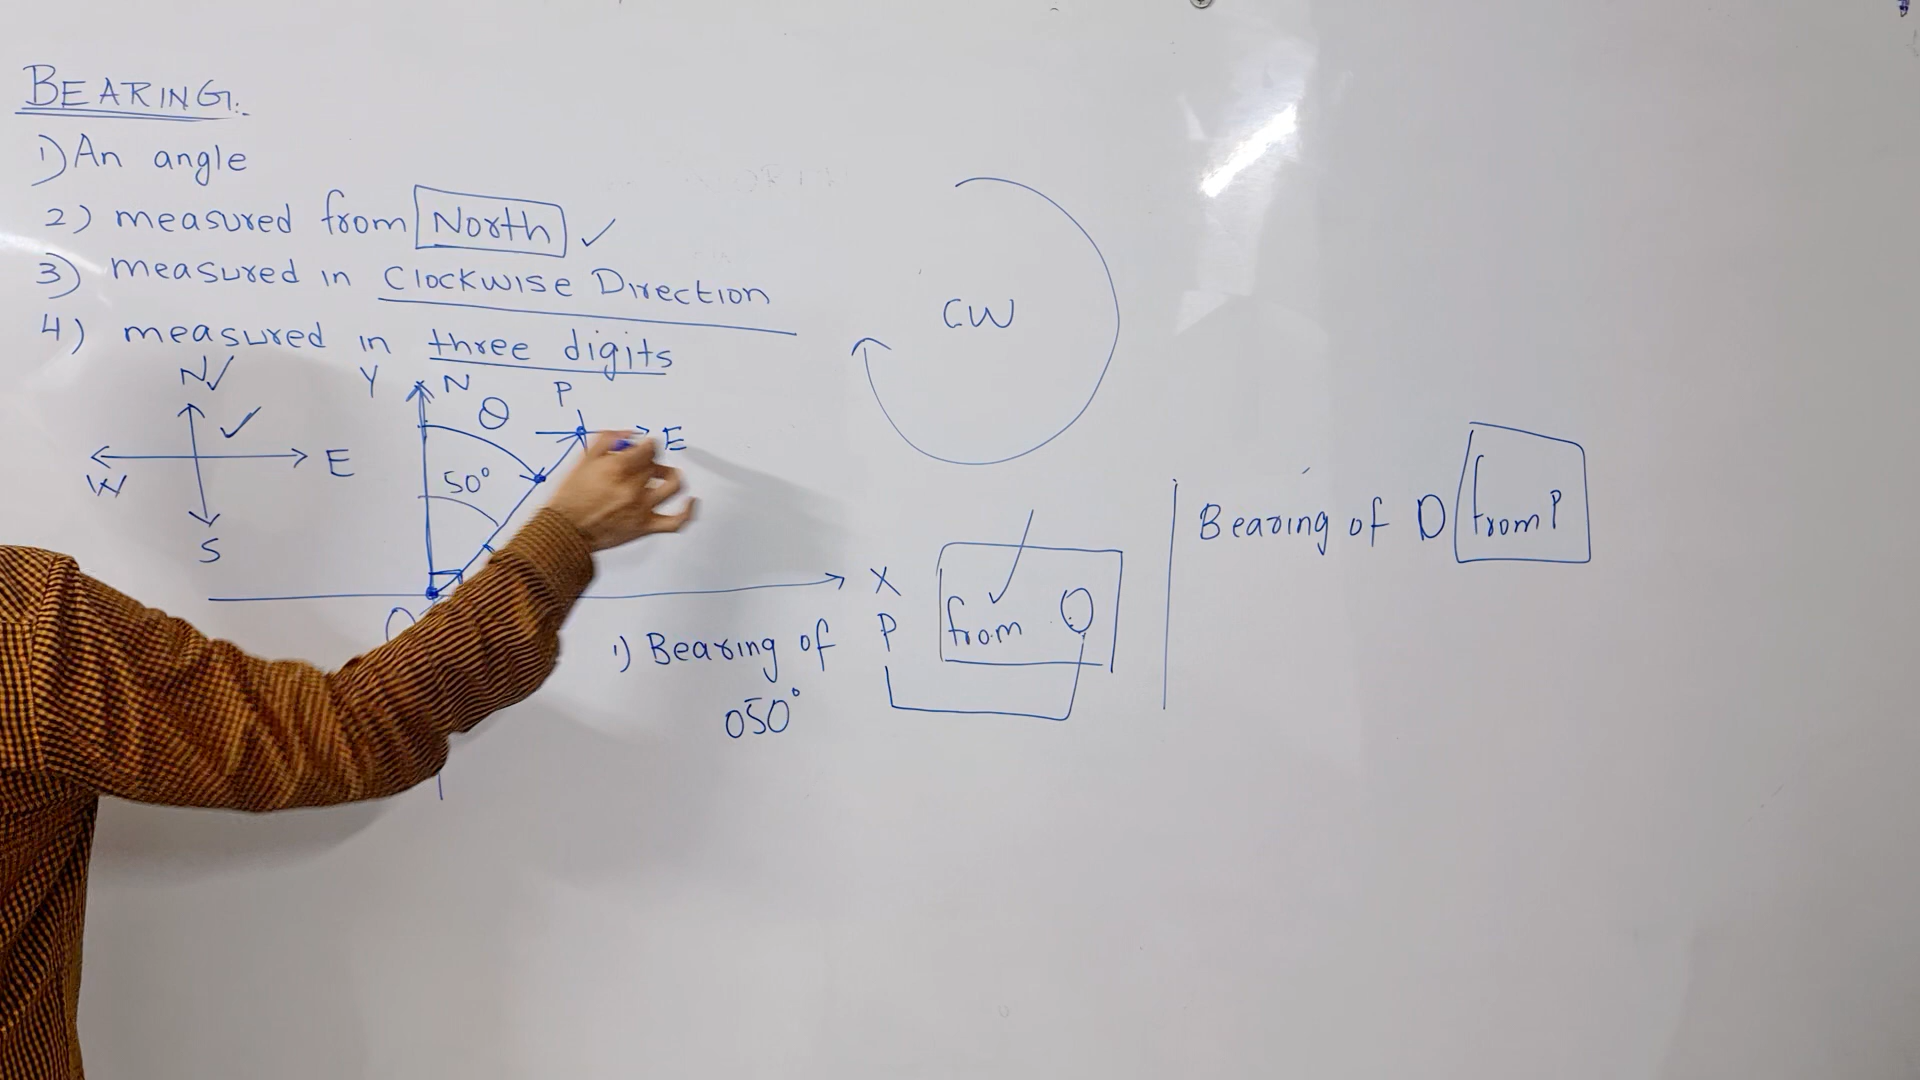 BEARING:
1) An angle
2) measured from North ✓
3) measured in Clockwise Direction
4) measured in three digits
N ✓
✓
W
E
S
Y
N
θ
P
E
50°
O
X
CW
1) Bearing of P from O
050°
Bearing of O from P